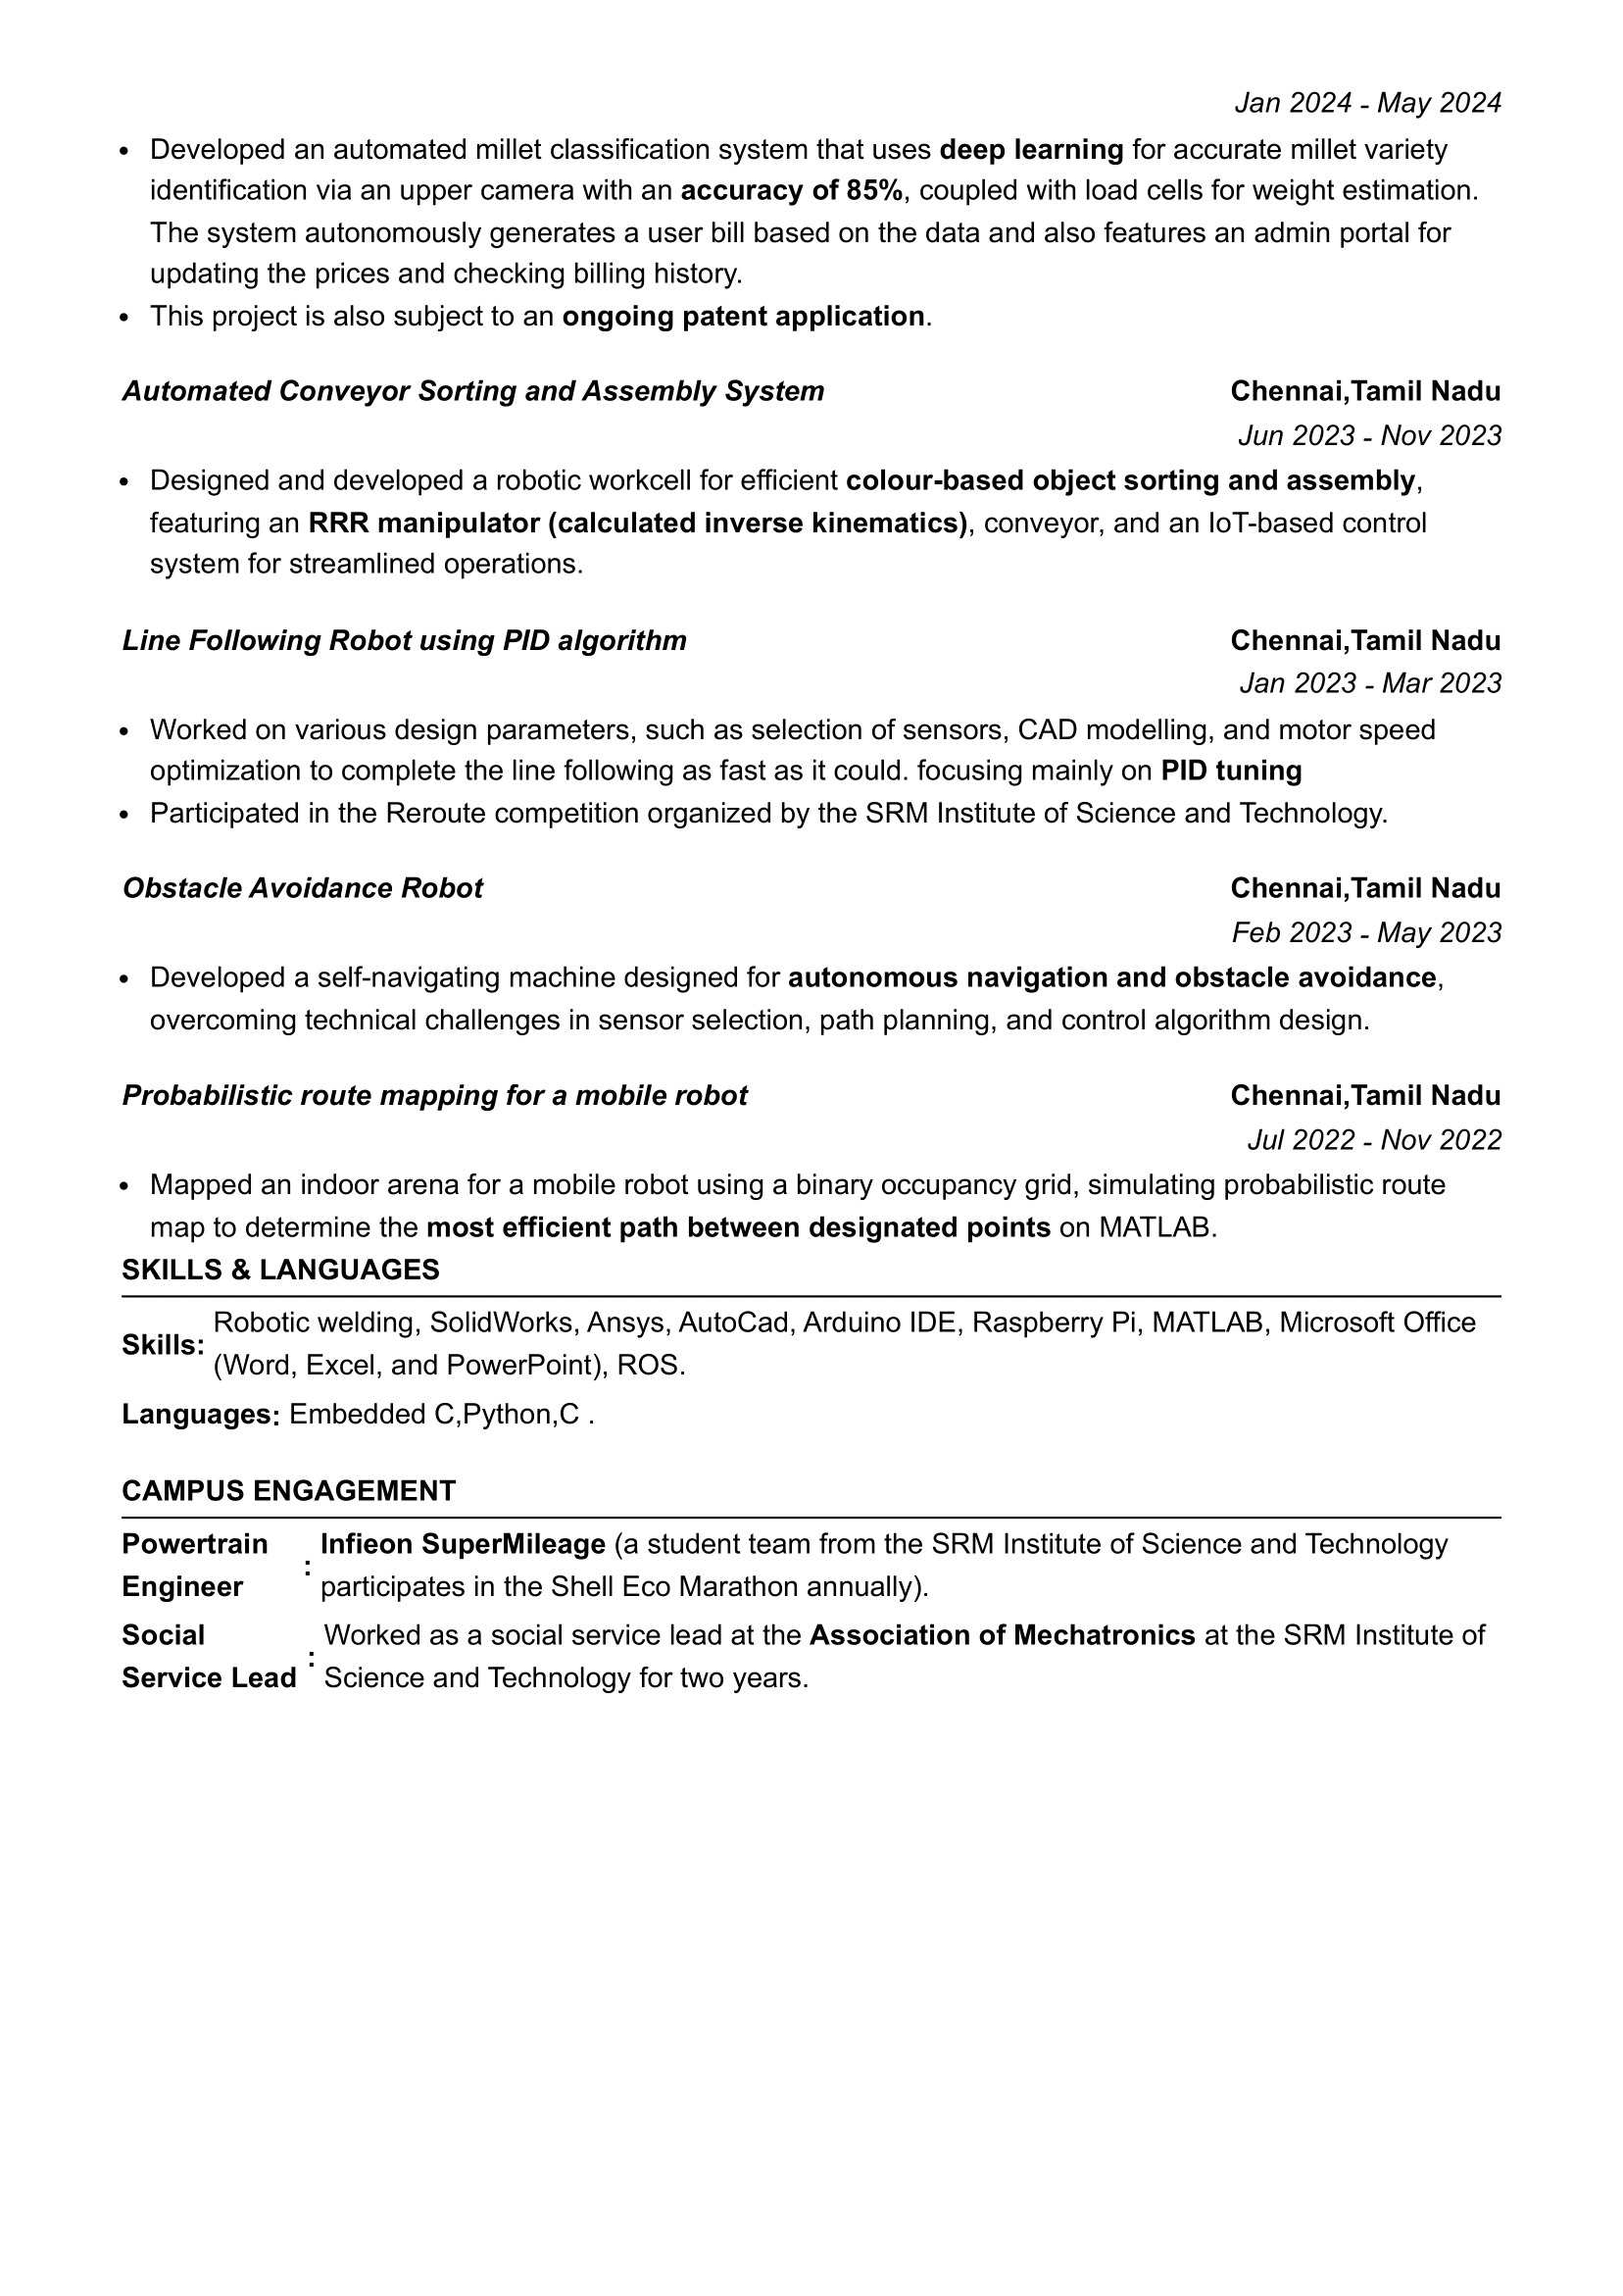 Jan 2024 - May 2024
• Developed an automated millet classification system that uses deep learning for accurate millet variety
identification via an upper camera with an accuracy of 85%, coupled with load cells for weight estimation.
The system autonomously generates a user bill based on the data and also features an admin portal for
updating the prices and checking billing history.
• This project is also subject to an ongoing patent application.
Automated Conveyor Sorting and Assembly System Chennai,Tamil Nadu
Jun 2023 - Nov 2023
• Designed and developed a robotic workcell for efficient colour-based object sorting and assembly,
featuring an RRR manipulator (calculated inverse kinematics), conveyor, and an IoT-based control
system for streamlined operations.
Line Following Robot using PID algorithm Chennai,Tamil Nadu
Jan 2023 - Mar 2023
• Worked on various design parameters, such as selection of sensors, CAD modelling, and motor speed
optimization to complete the line following as fast as it could. focusing mainly on PID tuning
• Participated in the Reroute competition organized by the SRM Institute of Science and Technology.
Obstacle Avoidance Robot Chennai,Tamil Nadu
Feb 2023 - May 2023
• Developed a self-navigating machine designed for autonomous navigation and obstacle avoidance,
overcoming technical challenges in sensor selection, path planning, and control algorithm design.
Probabilistic route mapping for a mobile robot Chennai,Tamil Nadu
Jul 2022 - Nov 2022
• Mapped an indoor arena for a mobile robot using a binary occupancy grid, simulating probabilistic route
map to determine the most efficient path between designated points on MATLAB.
SKILLS & LANGUAGES
Skills: Robotic welding, SolidWorks, Ansys, AutoCad, Arduino IDE, Raspberry Pi, MATLAB, Microsoft Office
(Word, Excel, and PowerPoint), ROS.
Languages: Embedded C,Python,C .
CAMPUS ENGAGEMENT
Powertrain Engineer : Infieon SuperMileage (a student team from the SRM Institute of Science and Technology
participates in the Shell Eco Marathon annually).
Social Service Lead : Worked as a social service lead at the Association of Mechatronics at the SRM Institute of
Science and Technology for two years.